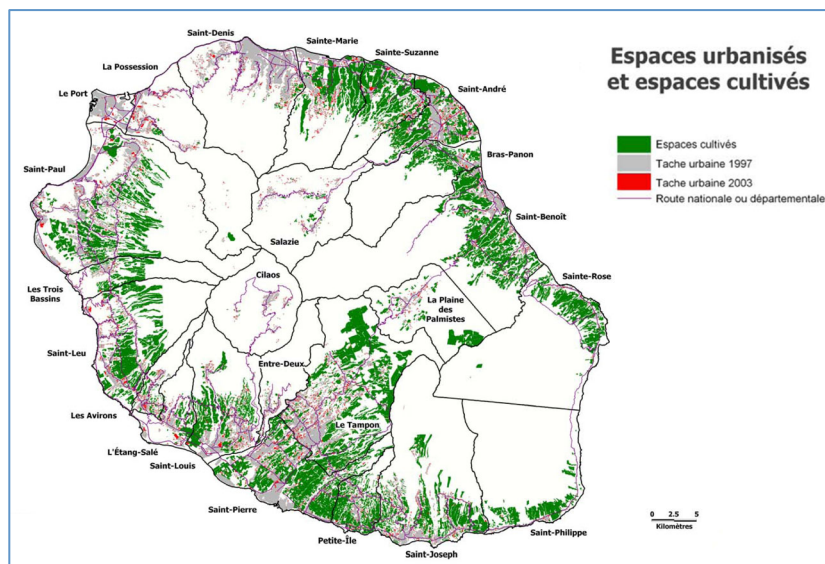 Espaces urbanisés
et espaces cultivés
Espaces cultivés
Tache urbaine 1997
Tache urbaine 2003
Route nationale ou départementale
Saint-Denis
Sainte-Marie
Sainte-Suzanne
La Possession
Saint-André
Le Port
Bras-Panon
Saint-Paul
Saint-Benoît
Salazie
Cilaos
Sainte-Rose
Les Trois
Bassins
La Plaine
des
Palmistes
Saint-Leu
Entre-Deux
Les Avirons
Le Tampon
L'Étang-Salé
Saint-Louis
Saint-Pierre
Petite-Île
Saint-Joseph
Saint-Philippe
0 2.5 5
Kilomètres